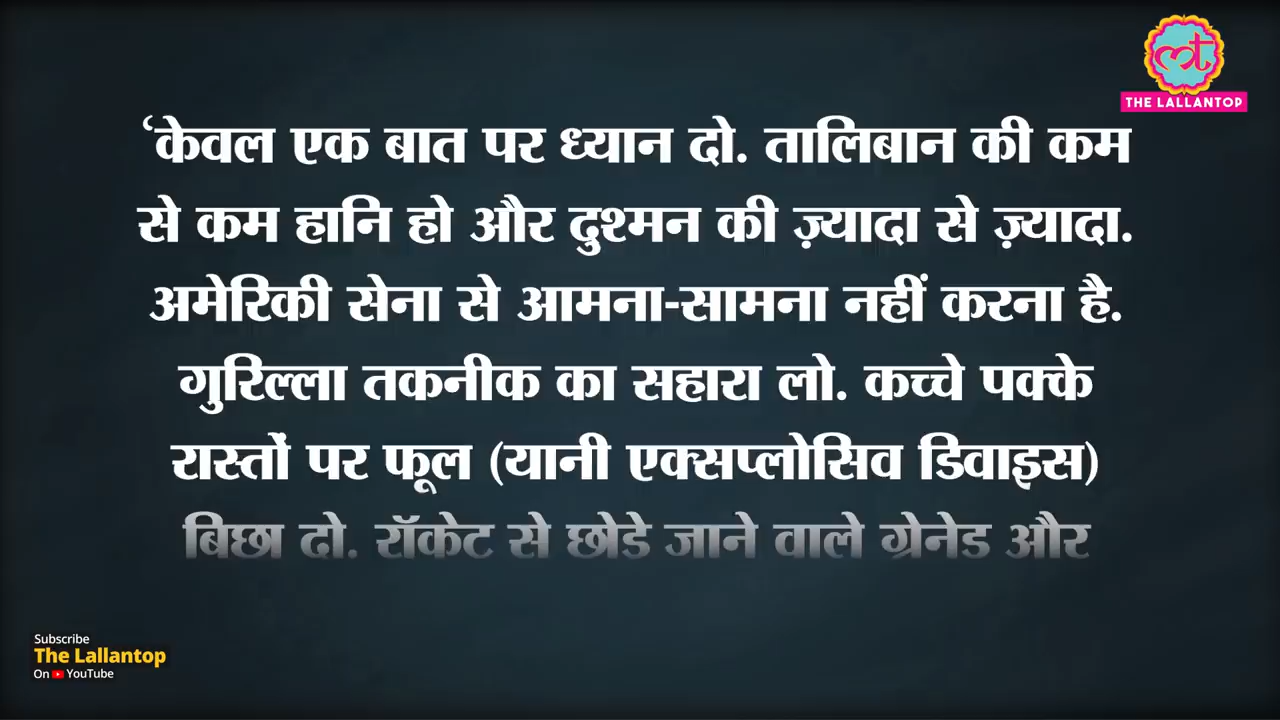 THE LALLANTOP
‘केवल एक बात पर ध्यान दो. तालिबान की कम
से कम हानि हो और दुश्मन की ज़्यादा से ज़्यादा.
अमेरिकी सेना से आमना-सामना नहीं करना है.
गुरिल्ला तकनीक का सहारा लो. कच्चे पक्के
रास्तों पर फूल (यानी एक्सप्लोसिव डिवाइस)
बिछा दो. रॉकेट से छोडे जाने वाले ग्रेनेड और
Subscribe
The Lallantop
On YouTube